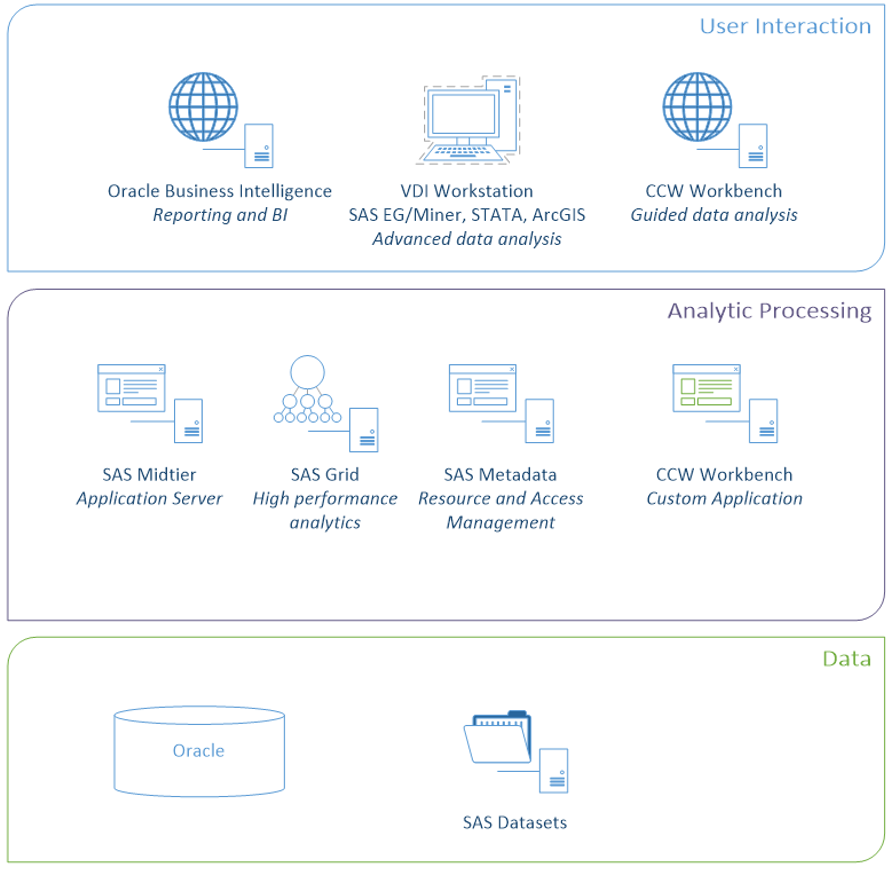 User Interaction
Oracle Business Intelligence
Reporting and BI
VDI Workstation
SAS EG/Miner, STATA, ArcGIS
Advanced data analysis
CCW Workbench
Guided data analysis
Analytic Processing
SAS Midtier
Application Server
SAS Grid
High performance
analytics
SAS Metadata
Resource and Access
Management
CCW Workbench
Custom Application
Data
Oracle
SAS Datasets